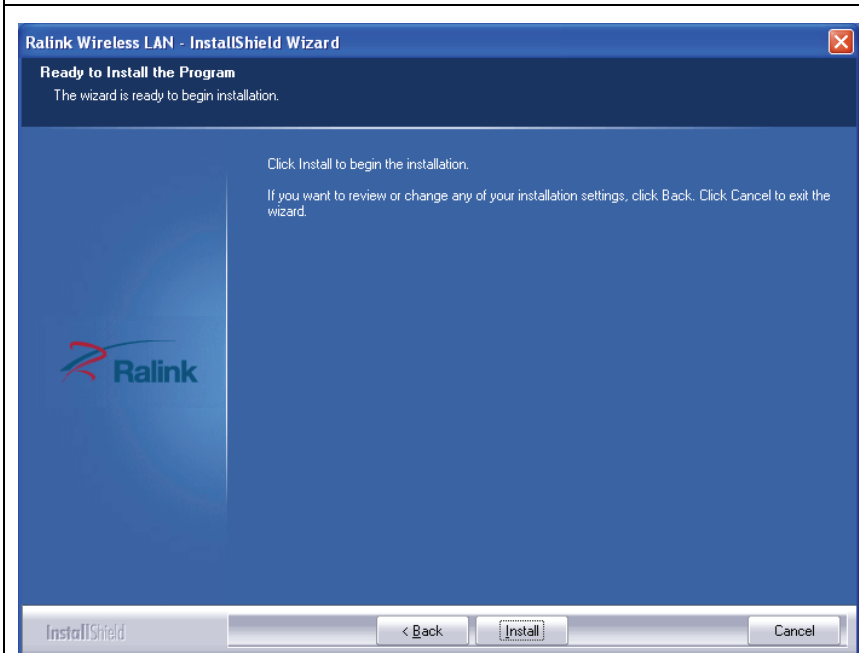 Ralink Wireless LAN - InstallShield Wizard
Ready to Install the Program
The wizard is ready to begin installation.
Click Install to begin the installation.
If you want to review or change any of your installation settings, click Back. Click Cancel to exit the
wizard.
Ralink
InstallShield
< Back
Install
Cancel